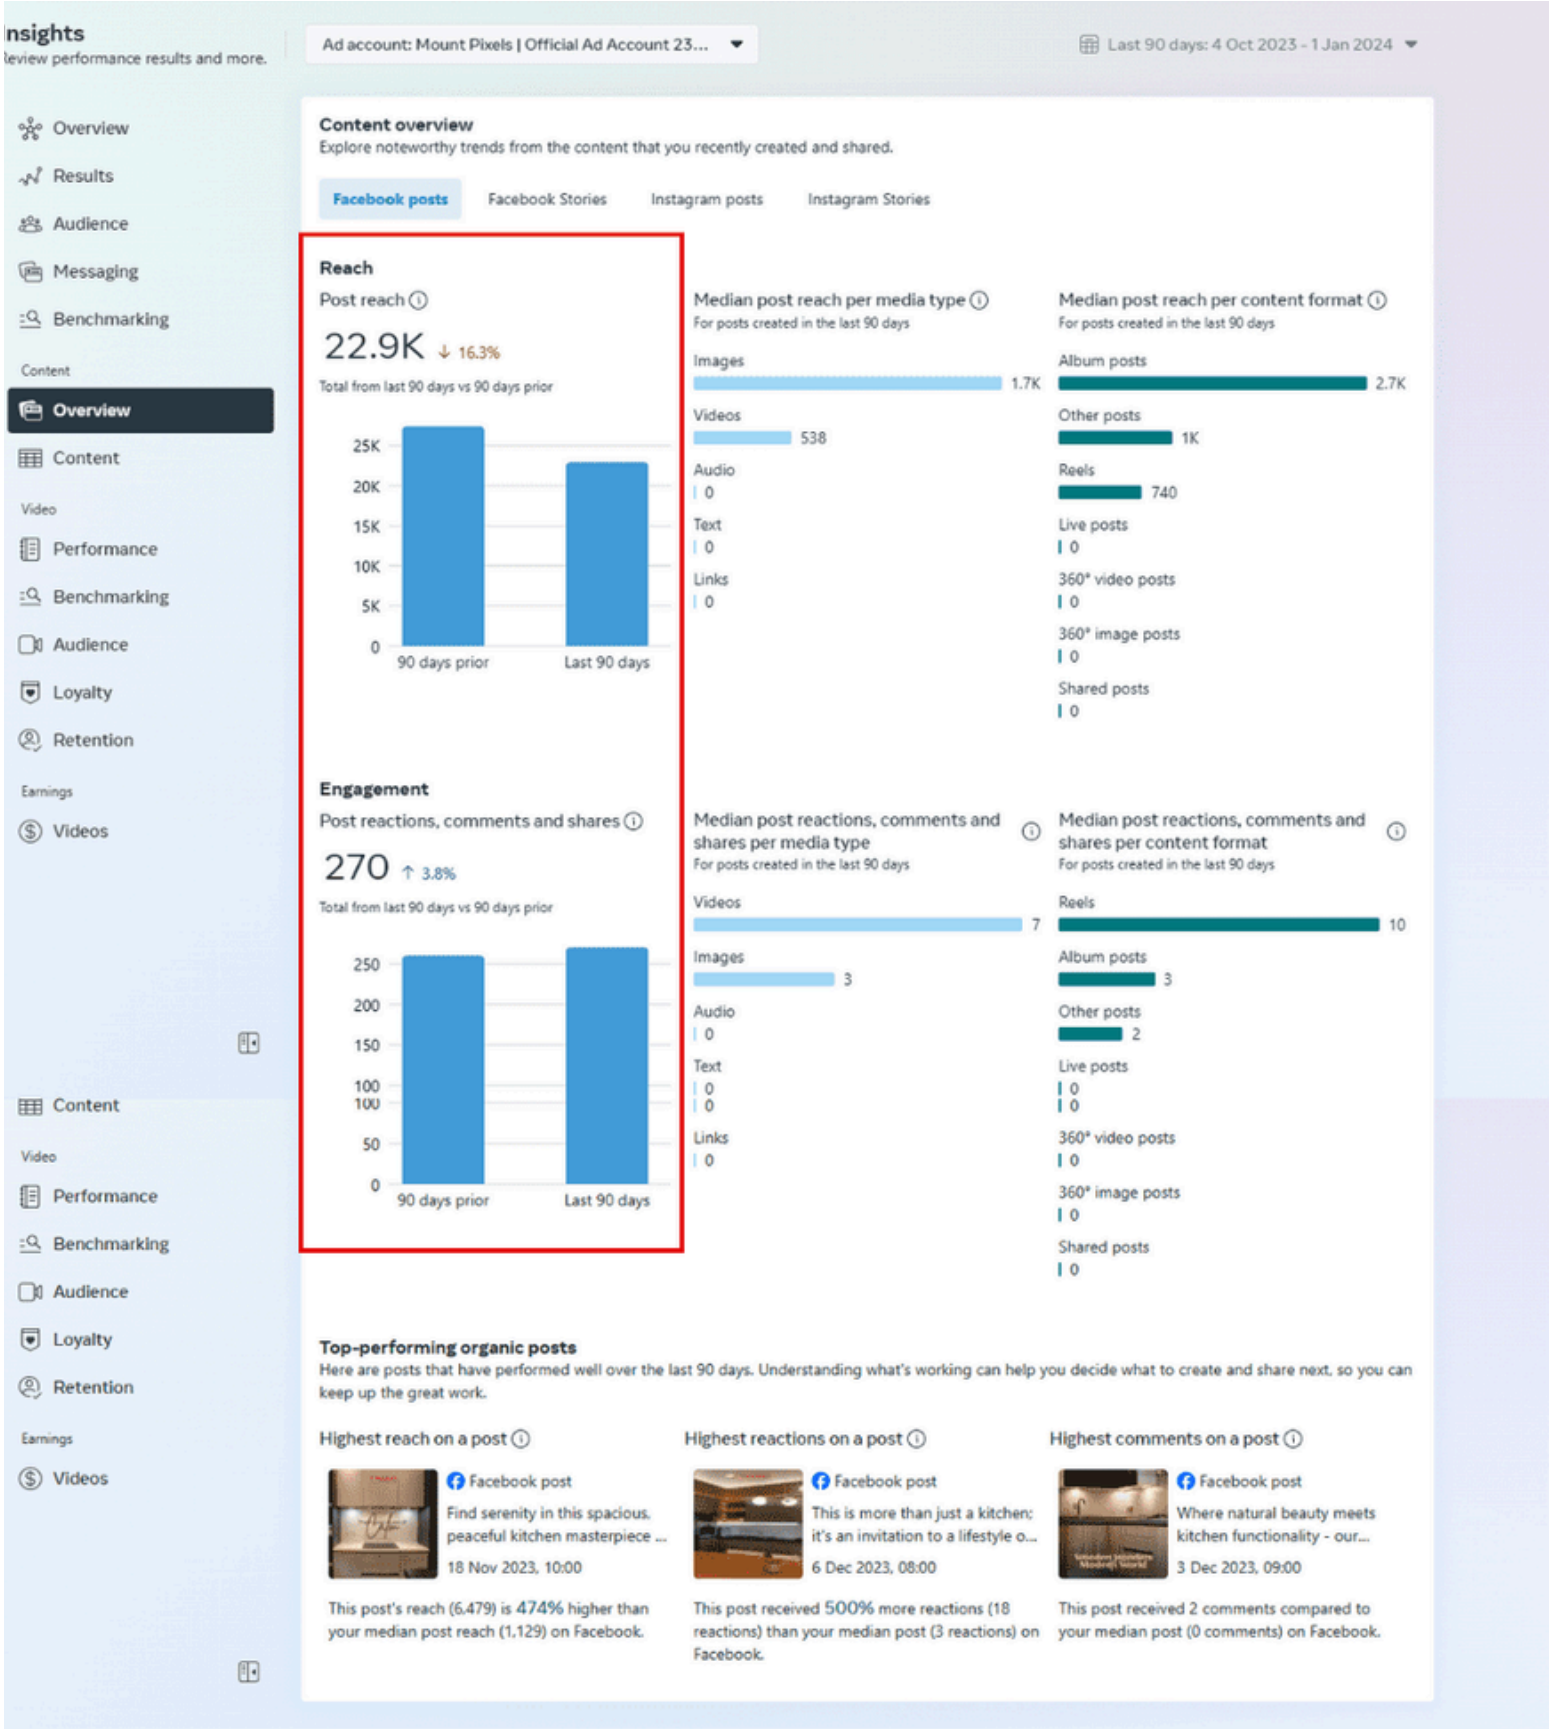 nsights
Review performance results and more.
Ad account: Mount Pixels | Official Ad Account 23...
Last 90 days: 4 Oct 2023 - 1 Jan 2024
Overview
Results
Audience
Messaging
Benchmarking
Content
Overview
Content
Video
Performance
Benchmarking
Audience
Loyalty
Retention
Earnings
Videos
Content
Video
Performance
Benchmarking
Audience
Loyalty
Retention
Earnings
Videos
Content overview
Explore noteworthy trends from the content that you recently created and shared.
Facebook posts
Facebook Stories
Instagram posts
Instagram Stories
Reach
Post reach
22.9K ↓ 16.3%
Total from last 90 days vs 90 days prior
25K
20K
15K
10K
5K
0
90 days prior
Last 90 days
Median post reach per media type
For posts created in the last 90 days
Images
1.7K
Videos
538
Audio
0
Text
0
Links
0
Median post reach per content format
For posts created in the last 90 days
Album posts
2.7K
Other posts
1K
Reels
740
Live posts
0
360° video posts
0
360° image posts
0
Shared posts
0
Engagement
Post reactions, comments and shares
270 ↑ 3.8%
Total from last 90 days vs 90 days prior
250
200
150
100
100
50
0
90 days prior
Last 90 days
Median post reactions, comments and
shares per media type
For posts created in the last 90 days
Videos
7
Images
3
Audio
0
Text
0
0
Links
0
Median post reactions, comments and
shares per content format
For posts created in the last 90 days
Reels
10
Album posts
3
Other posts
2
Live posts
0
0
360° video posts
0
360° image posts
0
Shared posts
0
Top-performing organic posts
Here are posts that have performed well over the last 90 days. Understanding what's working can help you decide what to create and share next, so you can
keep up the great work.
Highest reach on a post
Facebook post
Find serenity in this spacious,
peaceful kitchen masterpiece ...
18 Nov 2023, 10:00
This post's reach (6,479) is 474% higher than
your median post reach (1,129) on Facebook.
Highest reactions on a post
Facebook post
This is more than just a kitchen;
it's an invitation to a lifestyle o...
6 Dec 2023, 08:00
This post received 500% more reactions (18
reactions) than your median post (3 reactions) on
Facebook.
Highest comments on a post
Wooden Wonders
Modern World
Facebook post
Where natural beauty meets
kitchen functionality - our...
3 Dec 2023, 09:00
This post received 2 comments compared to
your median post (0 comments) on Facebook.